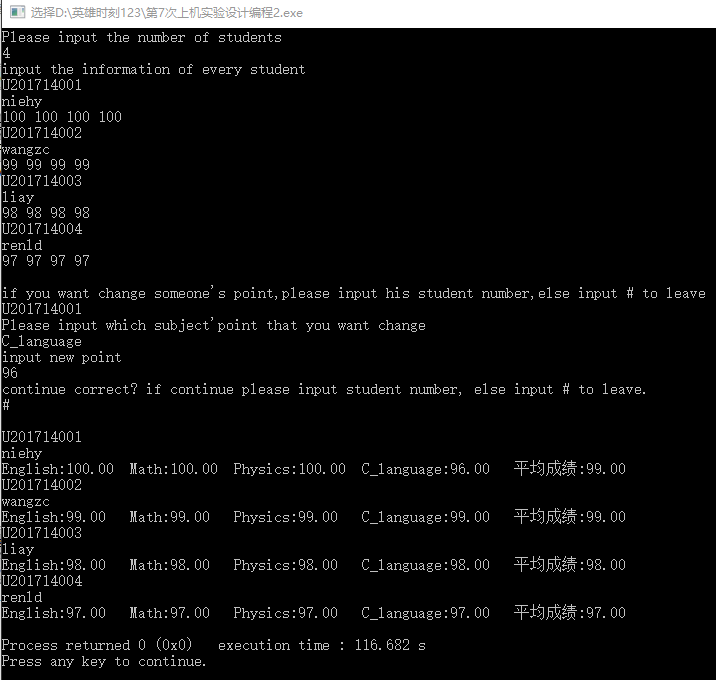 选择D:\英雄时刻123\第7次上机实验设计编程2.exe
Please input the number of students
4
input the information of every student
U201714001
niehy
100 100 100 100
U201714002
wangzc
99 99 99 99
U201714003
liay
98 98 98 98
U201714004
renld
97 97 97 97
if you want change someone's point,please input his student number,else input # to leave
U201714001
Please input which subject'point that you want change
C_language
input new point
96
continue correct? if continue please input student number, else input # to leave.
#
U201714001
niehy
English:100.00 Math:100.00 Physics:100.00 C_language:96.00 平均成绩:99.00
U201714002
wangzc
English:99.00 Math:99.00 Physics:99.00 C_language:99.00 平均成绩:99.00
U201714003
liay
English:98.00 Math:98.00 Physics:98.00 C_language:98.00 平均成绩:98.00
U201714004
renld
English:97.00 Math:97.00 Physics:97.00 C_language:97.00 平均成绩:97.00
Process returned 0 (0x0) execution time : 116.682 s
Press any key to continue.